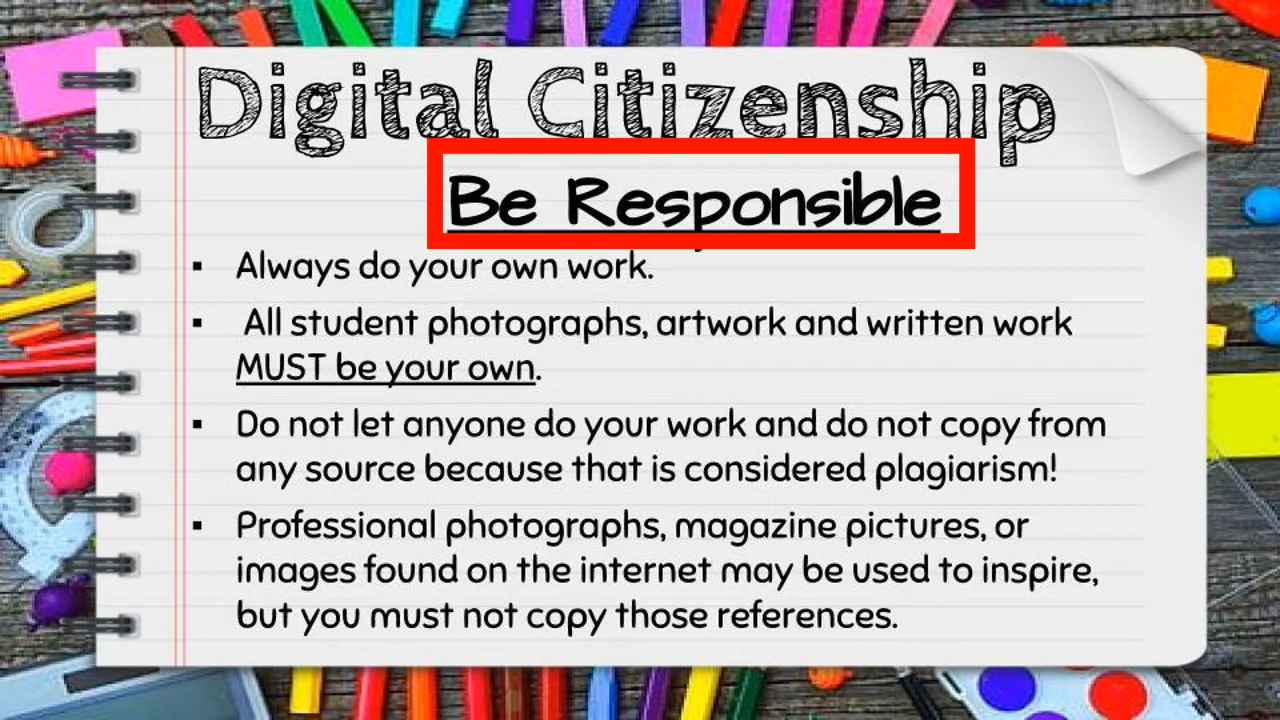 Digital Citizenship
Be Responsible
▪ Always do your own work.
▪ All student photographs, artwork and written work
MUST be your own.
▪ Do not let anyone do your work and do not copy from
any source because that is considered plagiarism!
▪ Professional photographs, magazine pictures, or
images found on the internet may be used to inspire,
but you must not copy those references.